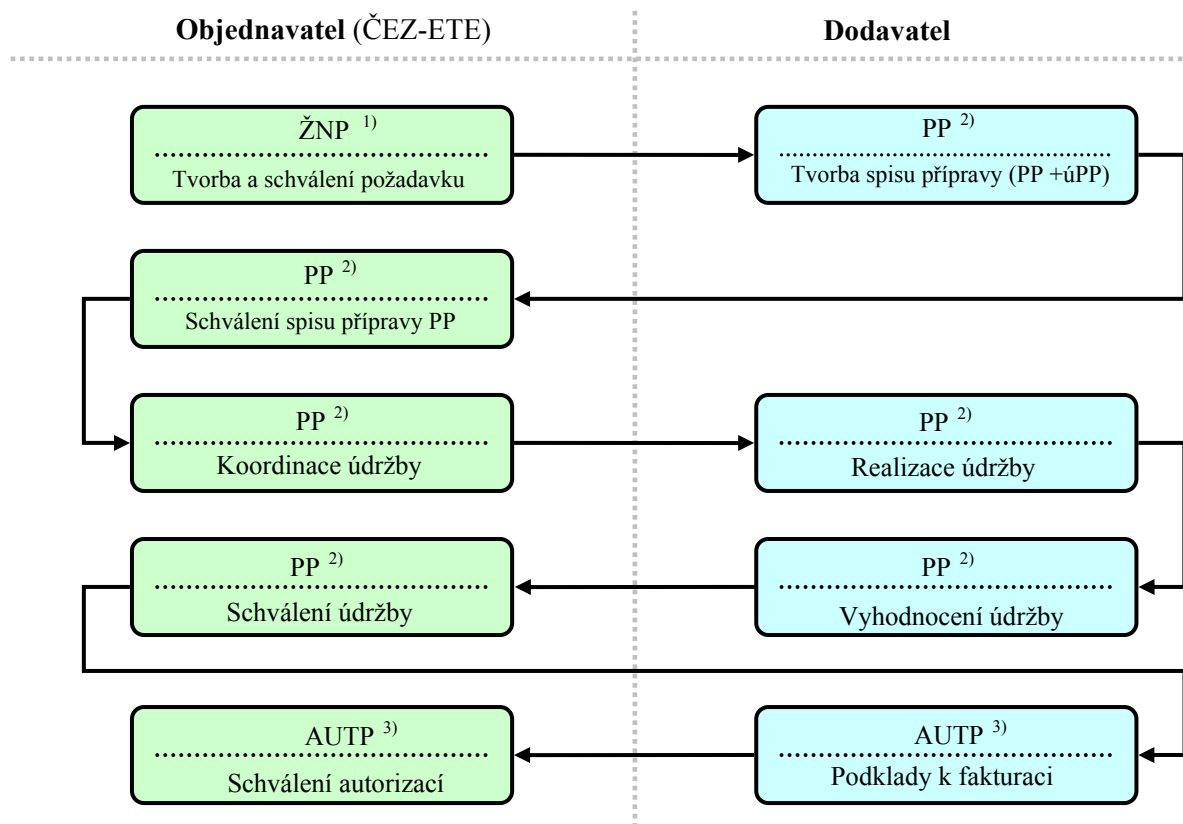 Objednavatel (ČEZ-ETE)
Dodavatel
ŽNP 1)
Tvorba a schválení požadavku
PP 2)
Tvorba spisu přípravy (PP +úPP)
PP 2)
Schválení spisu přípravy PP
PP 2)
Koordinace údržby
PP 2)
Realizace údržby
PP 2)
Schválení údržby
PP 2)
Vyhodnocení údržby
AUTP 3)
Schválení autorizací
AUTP 3)
Podklady k fakturaci